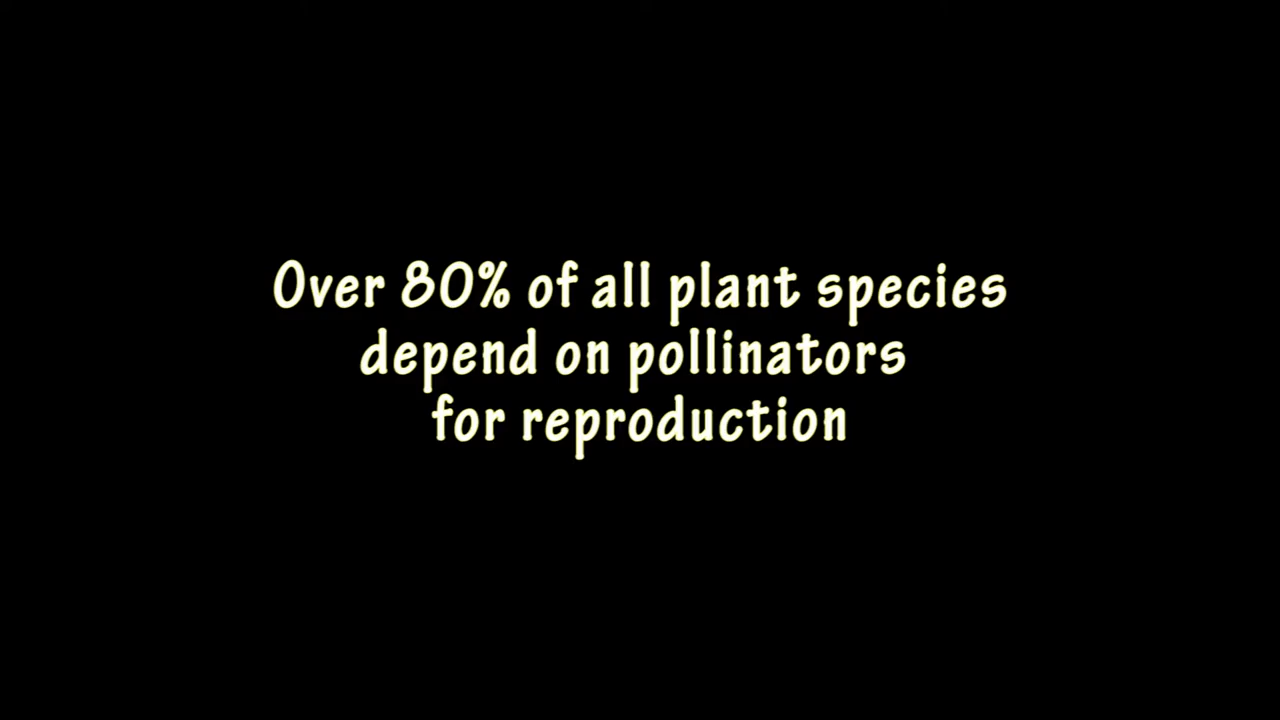 Over 80% of all plant species
depend on pollinators
for reproduction